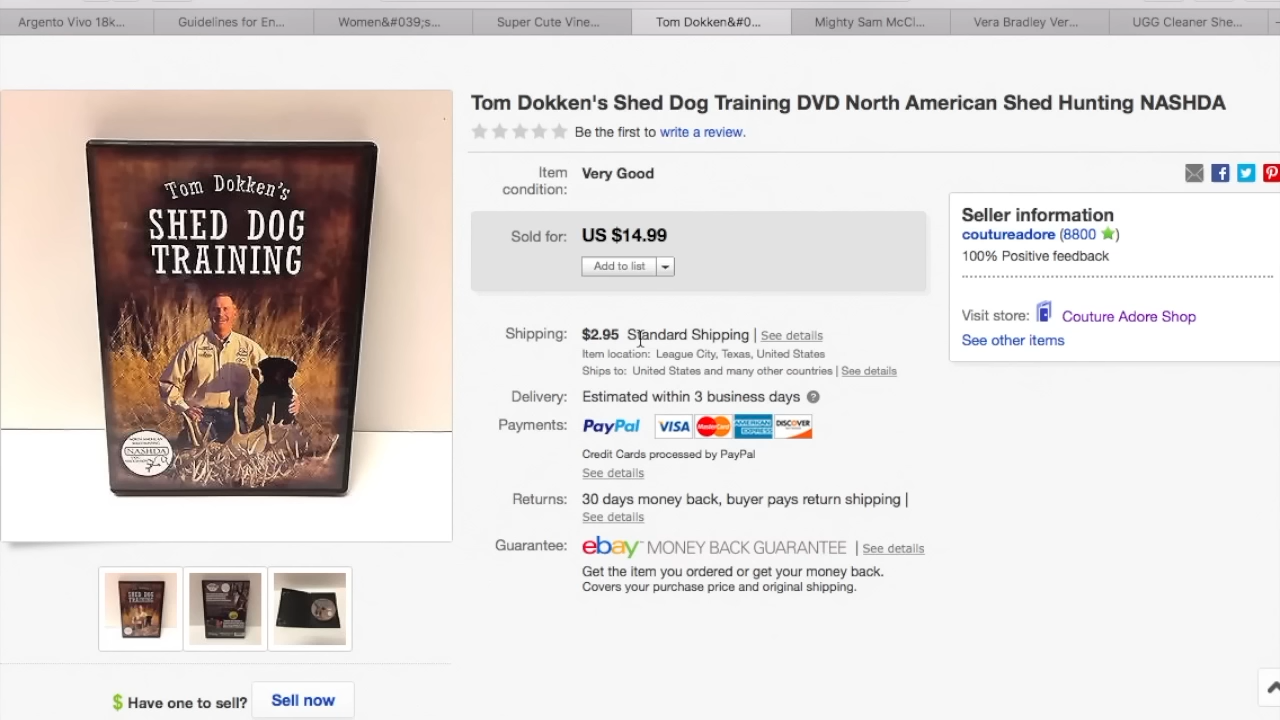 Argento Vivo 18k...
Guidelines for En...
Women&#039;s...
Super Cute Vine...
Tom Dokken&#0...
Mighty Sam McCl...
Vera Bradley Ver...
UGG Cleaner She...
Tom Dokken's Shed Dog Training DVD North American Shed Hunting NASHDA
Be the first to write a review.
Item condition: Very Good
Sold for: US $14.99
Add to list
Shipping: $2.95 Standard Shipping | See details
Item location: League City, Texas, United States
Ships to: United States and many other countries | See details
Delivery: Estimated within 3 business days ?
Payments: PayPal VISA MasterCard AMERICAN EXPRESS DISCOVER
Credit Cards processed by PayPal
See details
Returns: 30 days money back, buyer pays return shipping |
See details
Guarantee: ebay MONEY BACK GUARANTEE | See details
Get the item you ordered or get your money back.
Covers your purchase price and original shipping.
Seller information
coutureadore (8800)
100% Positive feedback
Visit store: Couture Adore Shop
See other items
Tom Dokken's
SHED DOG
TRAINING
NASHDA
SHED DOG
TRAINING
$ Have one to sell? Sell now